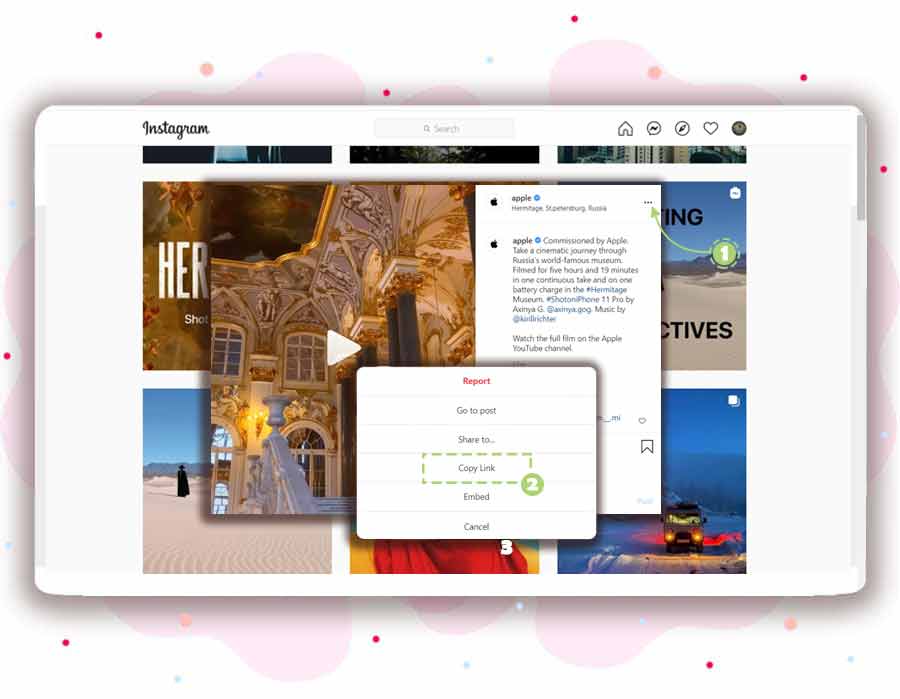 Instagram
Search
HER
Shot
apple
Hermitage, St.petersburg, Russia
...
apple Commissioned by Apple.
Take a cinematic journey through
Russia's world-famous museum.
Filmed for five hours and 19 minutes
in one continuous take and on one
battery charge in the #Hermitage
Museum. #ShotoniPhone 11 Pro by
Axinya G. @axinya.gog. Music by
@kirillrichter
Watch the full film on the Apple
YouTube channel.
TING
1
CTIVES
Report
Go to post
Share to...
Copy Link
2
Embed
Cancel
3
m__mi
Post